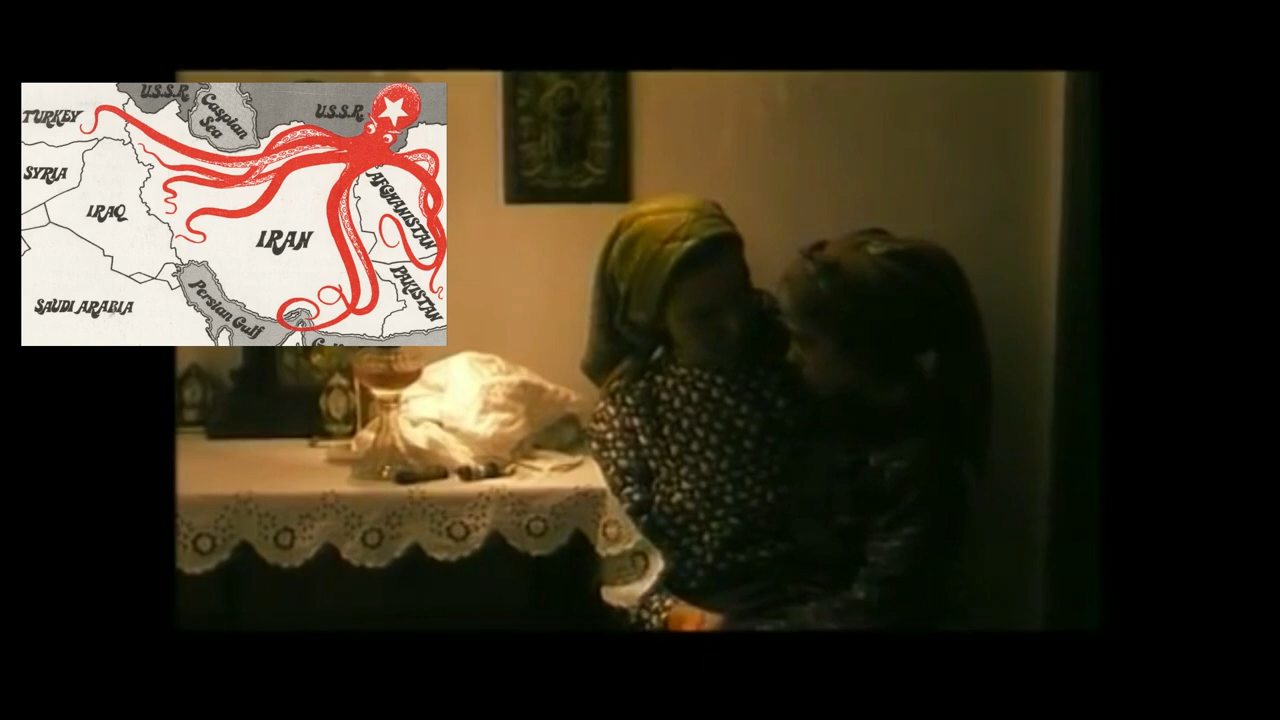 U.S.S.R.
U.S.S.R.
Caspian
Sea
TURKEY
SYRIA
IRAQ
IRAN
AFGHANISTAN
PAKISTAN
SAUDI ARABIA
Persian Gulf